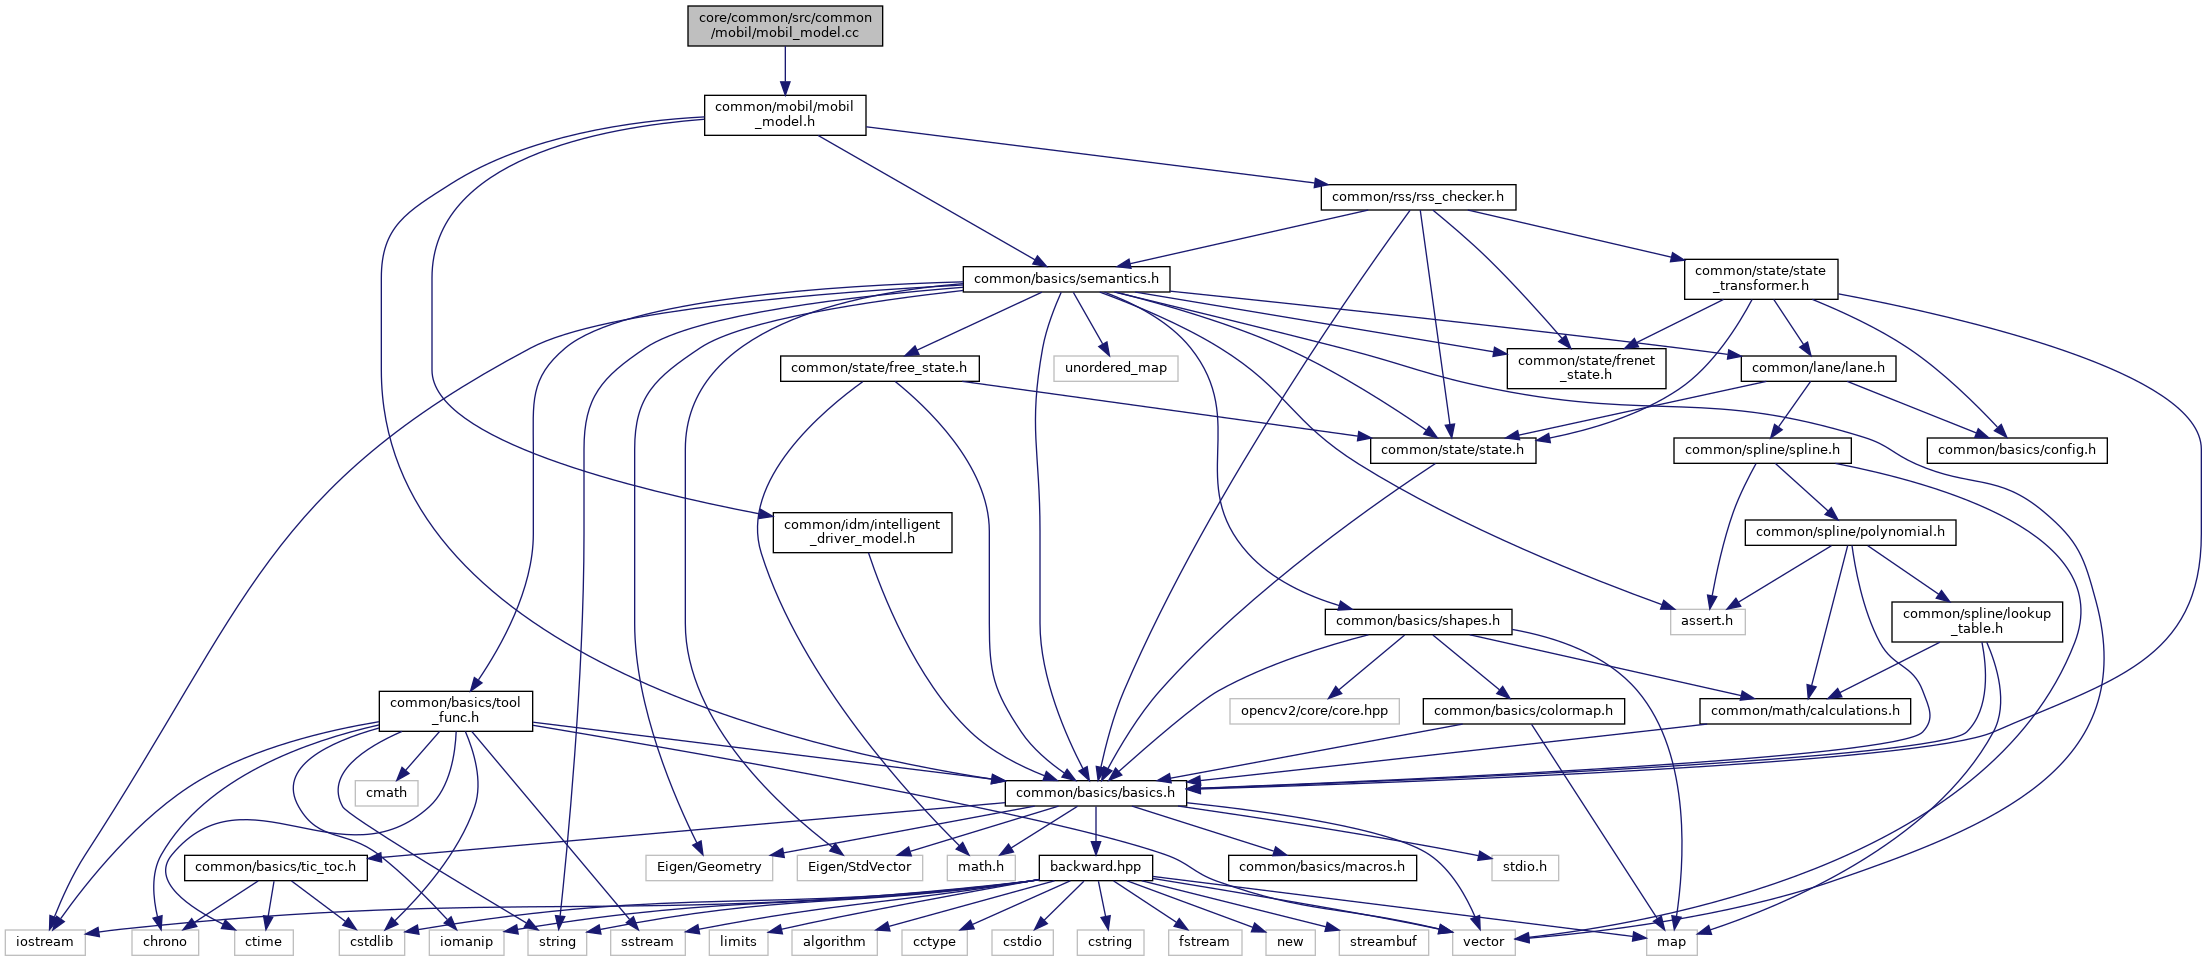 core/common/src/common
/mobil/mobil_model.cc
common/mobil/mobil
_model.h
common/rss/rss_checker.h
common/basics/semantics.h
common/state/state
_transformer.h
common/state/free_state.h
unordered_map
common/state/frenet
_state.h
common/lane/lane.h
common/state/state.h
common/spline/spline.h
common/basics/config.h
common/idm/intelligent
_driver_model.h
common/spline/polynomial.h
common/basics/shapes.h
assert.h
common/spline/lookup
_table.h
common/basics/tool
_func.h
opencv2/core/core.hpp
common/basics/colormap.h
common/math/calculations.h
cmath
common/basics/basics.h
common/basics/tic_toc.h
Eigen/Geometry
Eigen/StdVector
math.h
backward.hpp
common/basics/macros.h
stdio.h
iostream
chrono
ctime
cstdlib
iomanip
string
sstream
limits
algorithm
cctype
cstdio
cstring
fstream
new
streambuf
vector
map